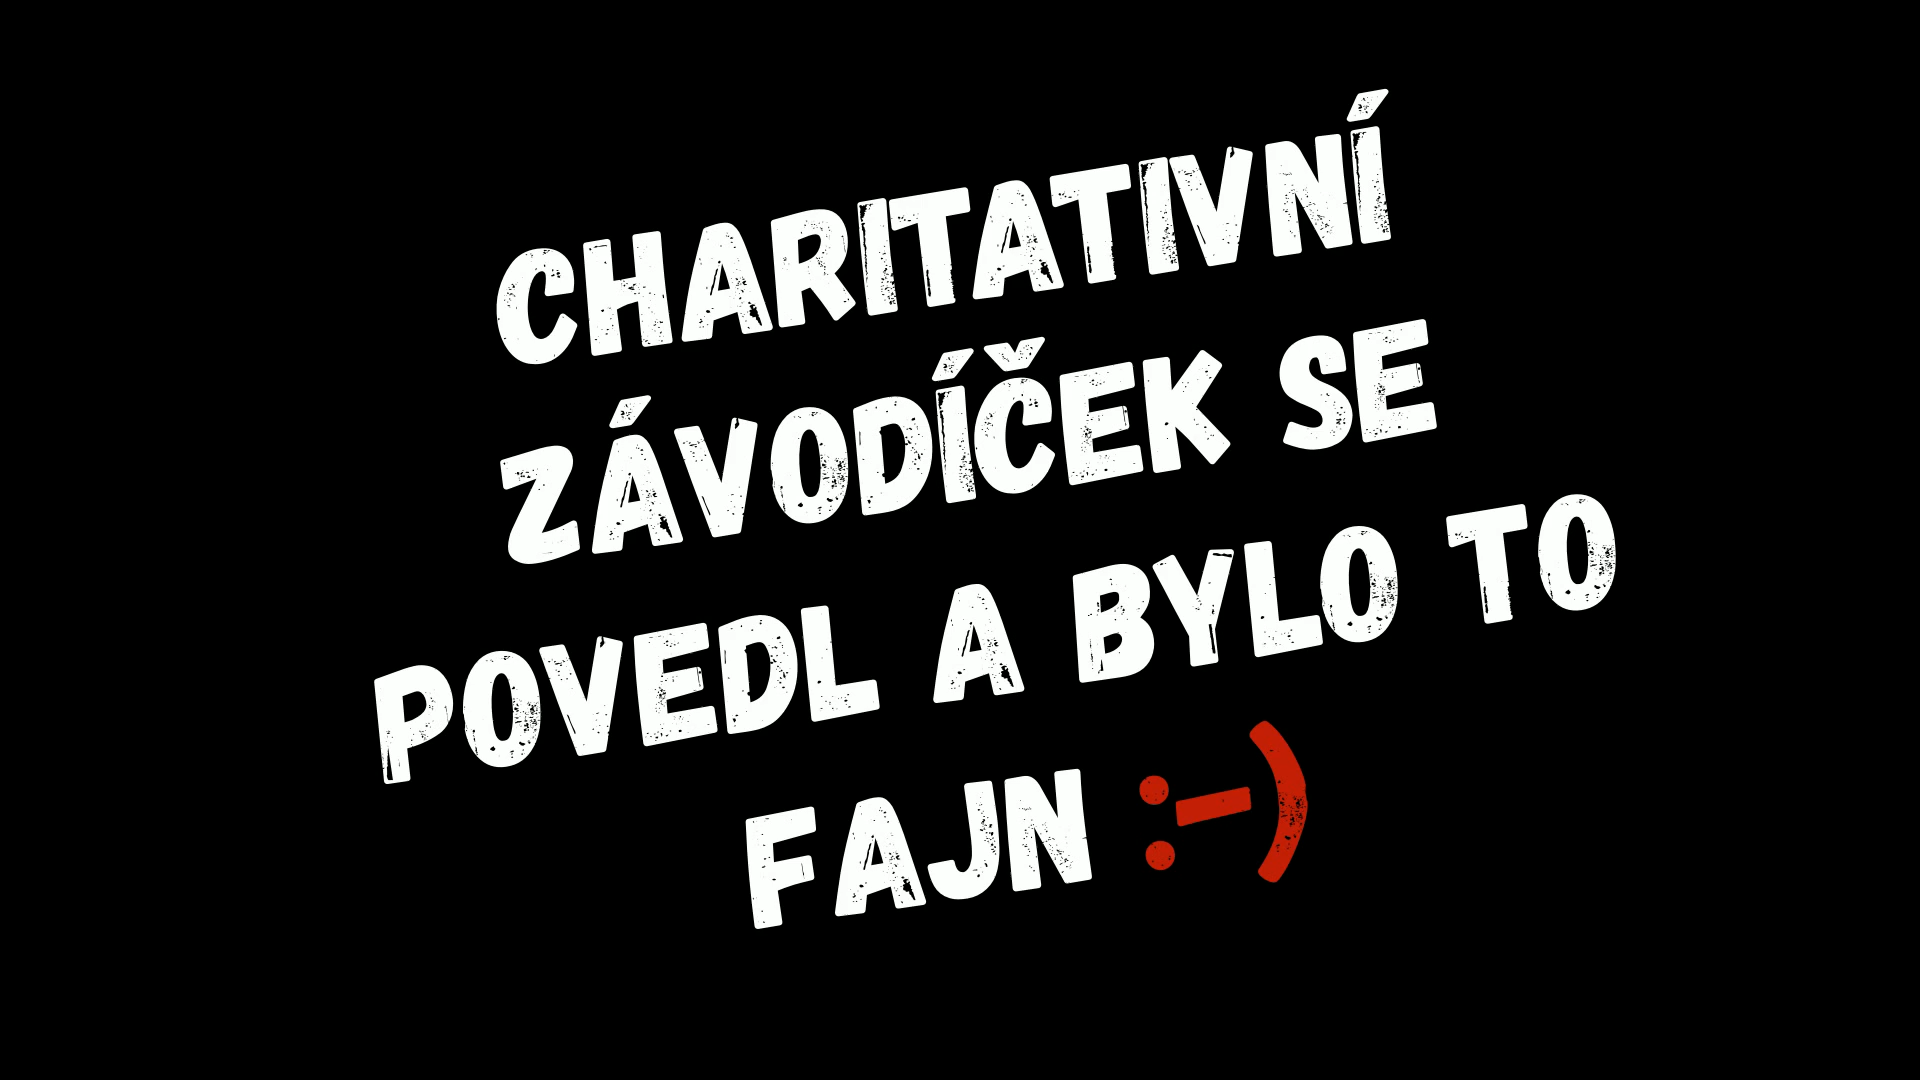 CHARITATIVNÍ
ZÁVODÍČEK SE
POVEDL A BYLO TO
FAJN :-)